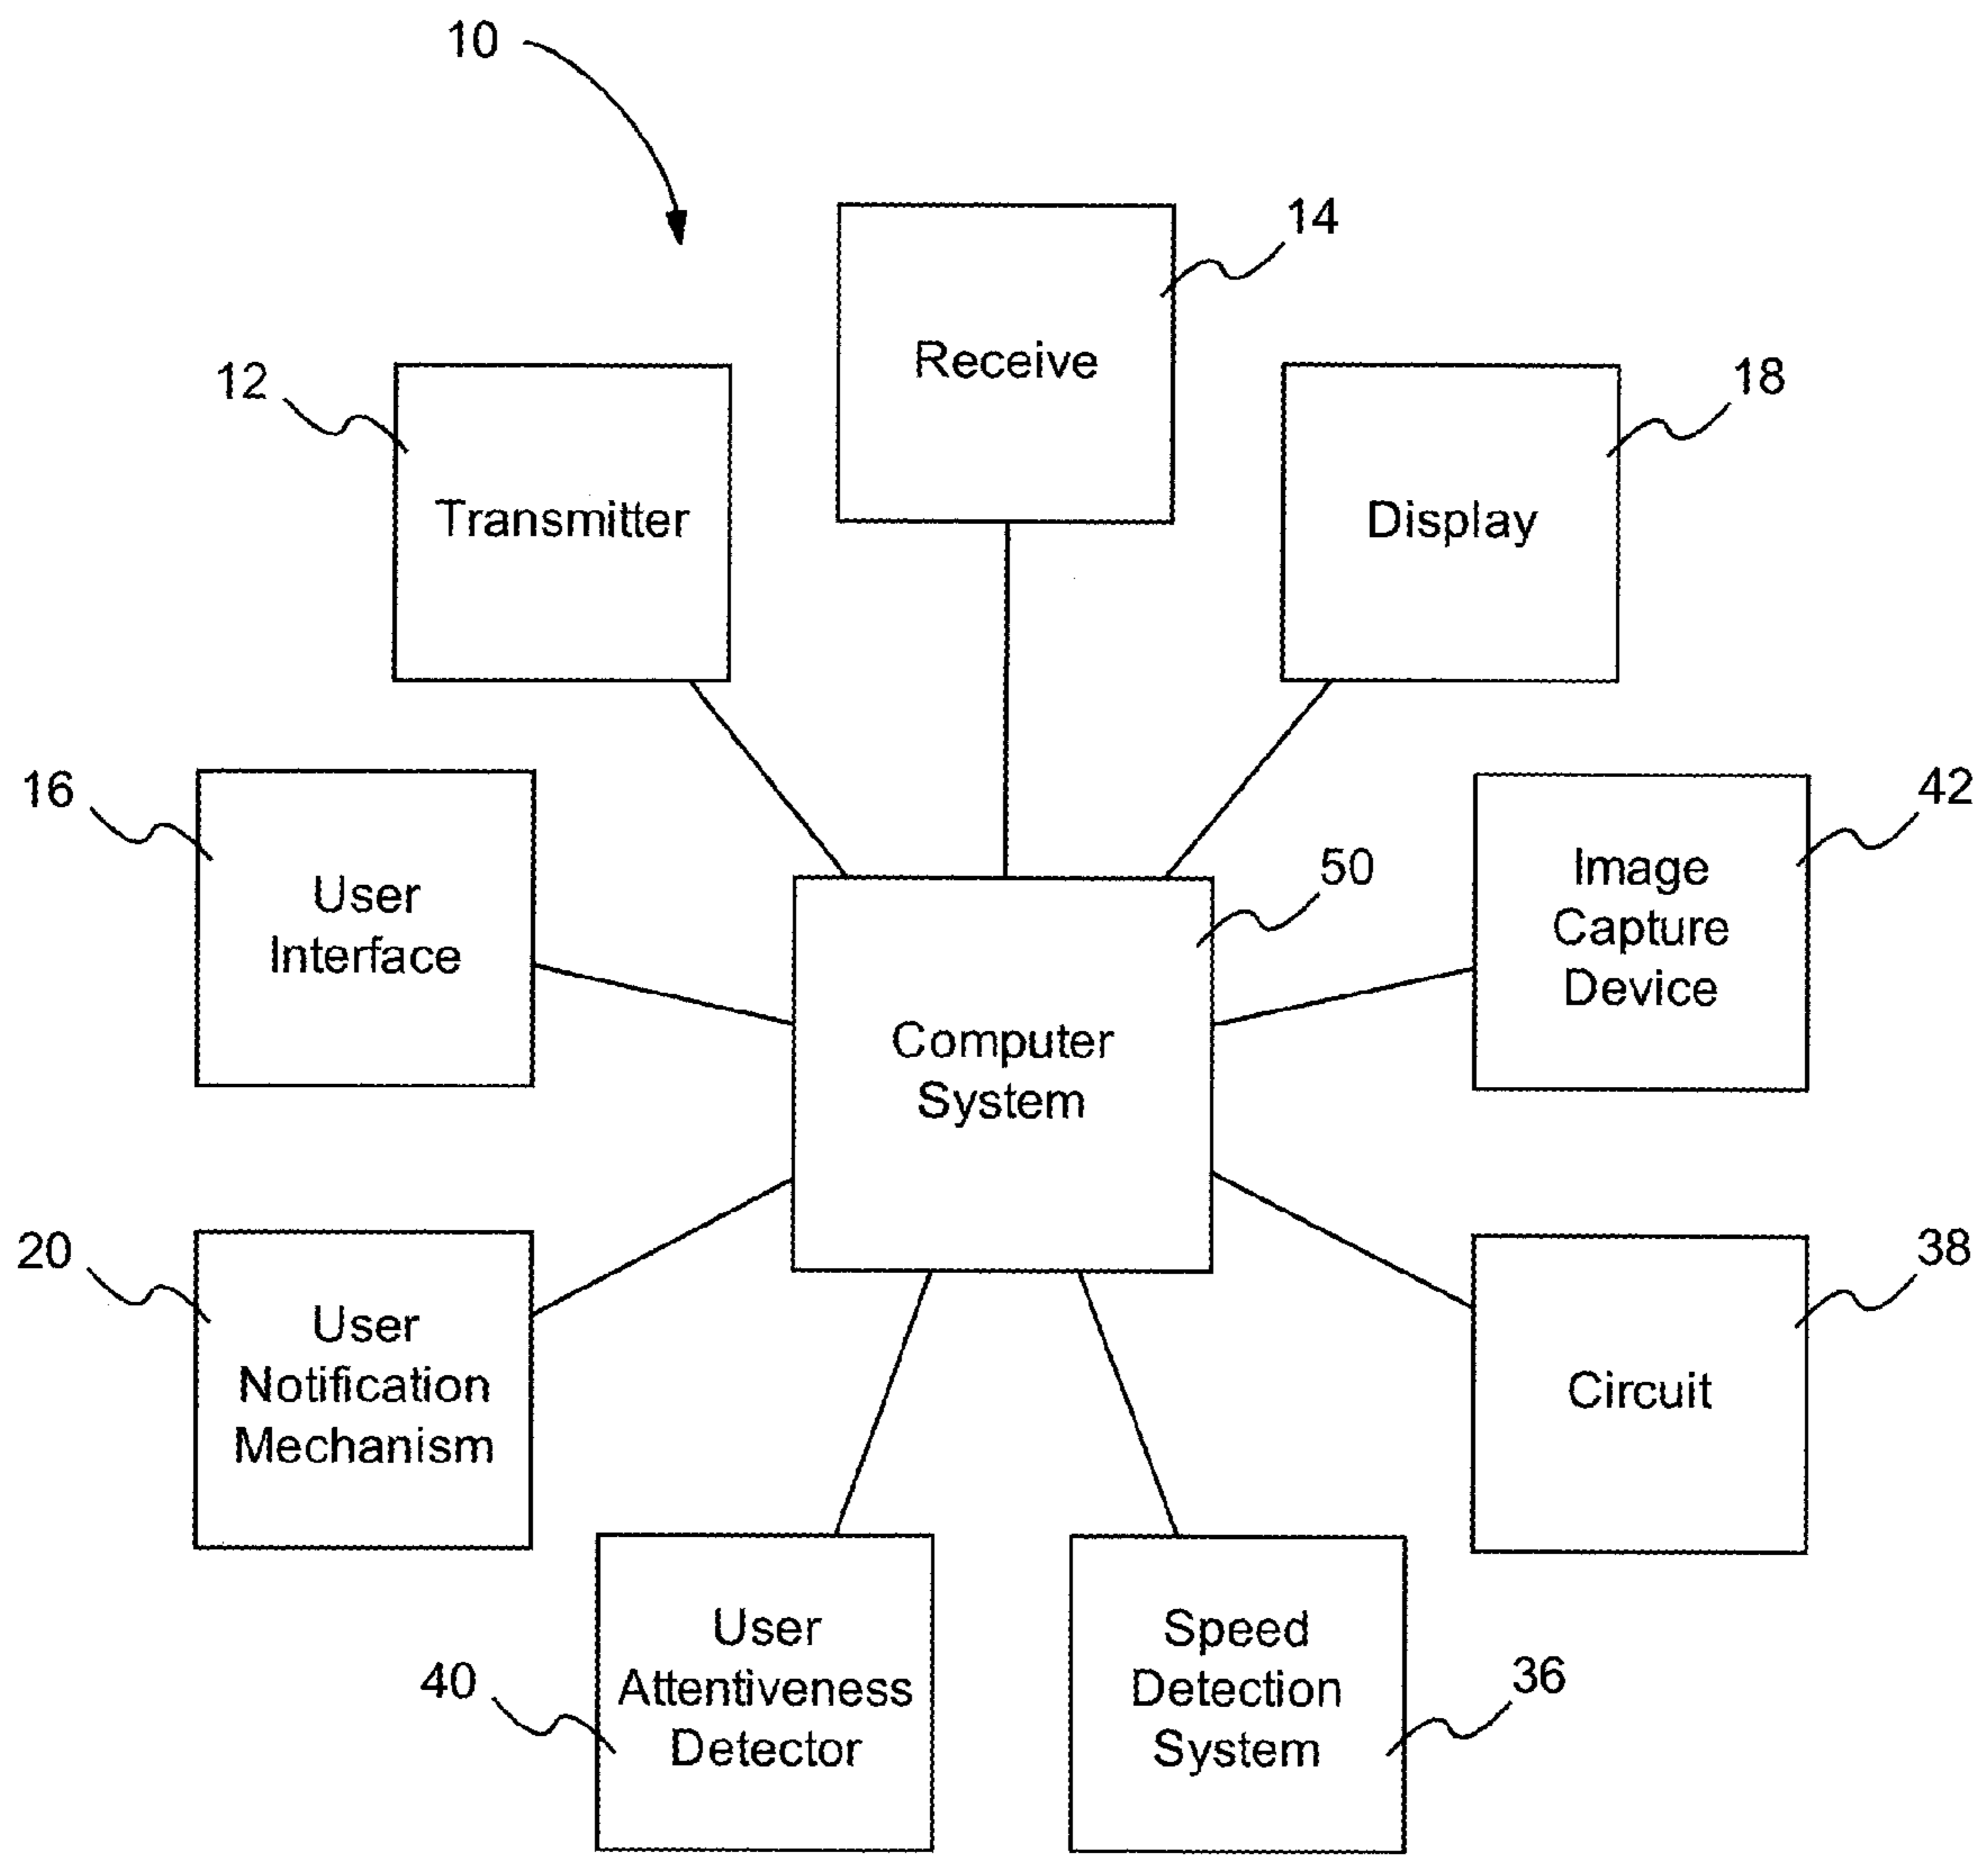 10
14
Receive
12
Transmitter
18
Display
16
User
Interface
50
Computer
System
42
Image
Capture
Device
20
User
Notification
Mechanism
38
Circuit
40
User
Attentiveness
Detector
36
Speed
Detection
System